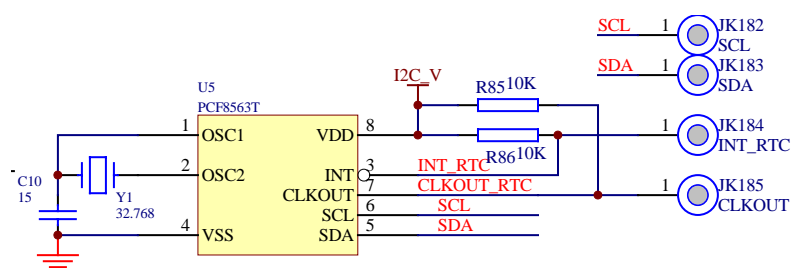 SCL 1 JK182
SCL
SDA 1 JK183
SDA
I2C_V
U5
PCF8563T
R85 10K
1 OSC1 VDD 8
R86 10K
1 JK184
INT_RTC
2 OSC2 INT 3 INT_RTC
CLKOUT 7 CLKOUT_RTC
1 JK185
CLKOUT
C10
15
Y1
32.768
SCL 6 SCL
4 VSS SDA 5 SDA